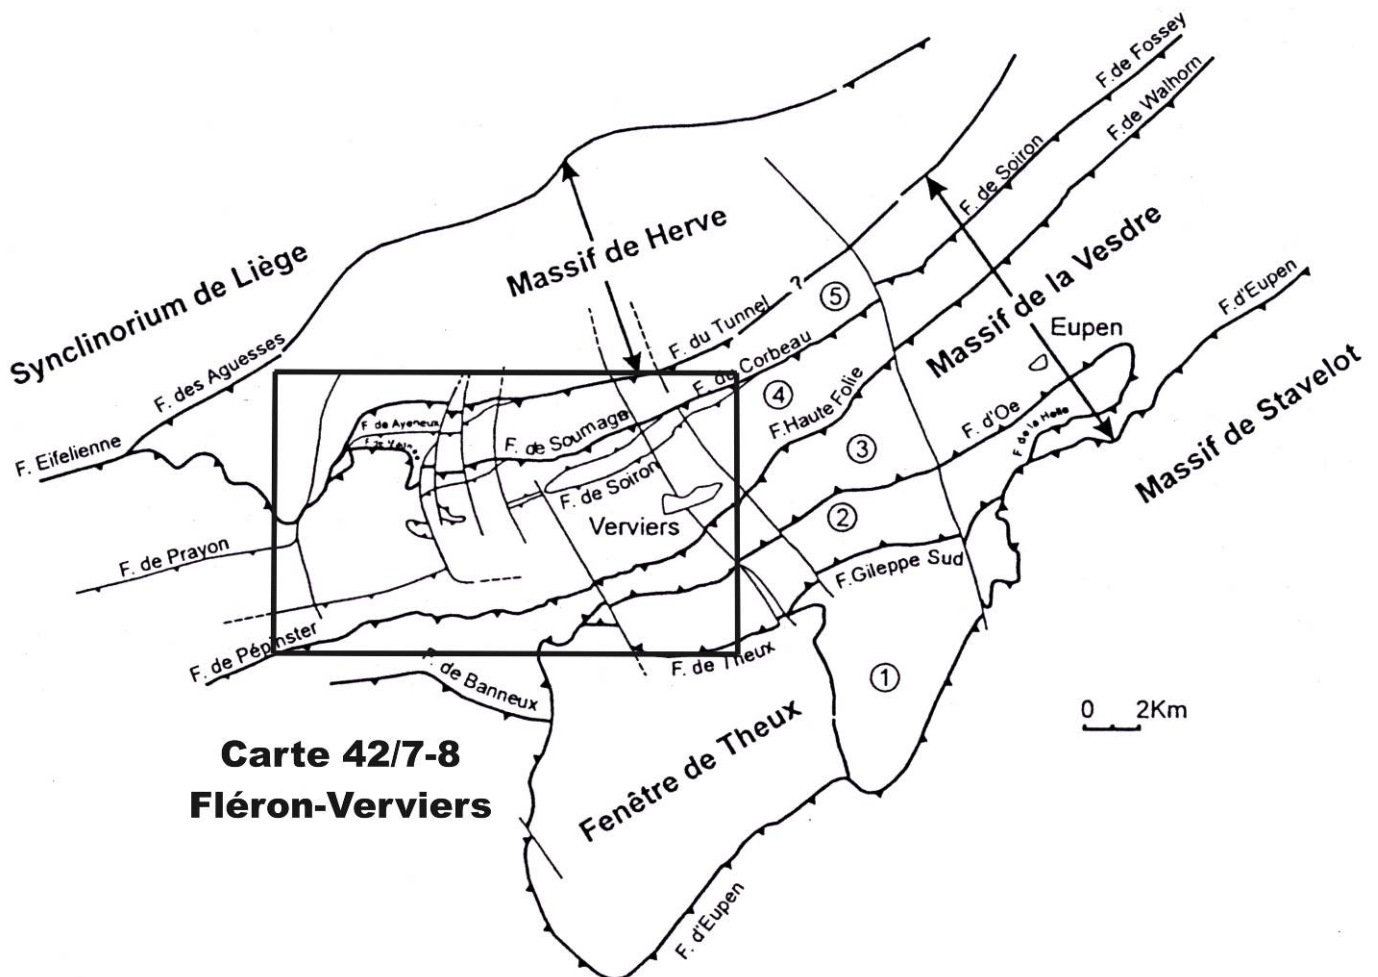 F. de Fossey
F. de Walhorn
F. de Soiron
Massif de Herve
Synclinorium de Liège
Massif de la Vesdre
?
⑤
F. du Tunnel
F. d'Eupen
Eupen
F. des Aguesses
F. du Corbeau
④
F. Haute Folie
Massif de Stavelot
F. de Ayeneux
F. de Soumagne
F. d'Oe
F. de la Helle
F. Eifelienne
③
F. de Soiron
Verviers
②
F. de Prayon
F. Gileppe Sud
F. de Pépinster
F. de Theux
F. de Banneux
①
0 2Km
Fenêtre de Theux
Carte 42/7-8
Fléron-Verviers
F. d'Eupen